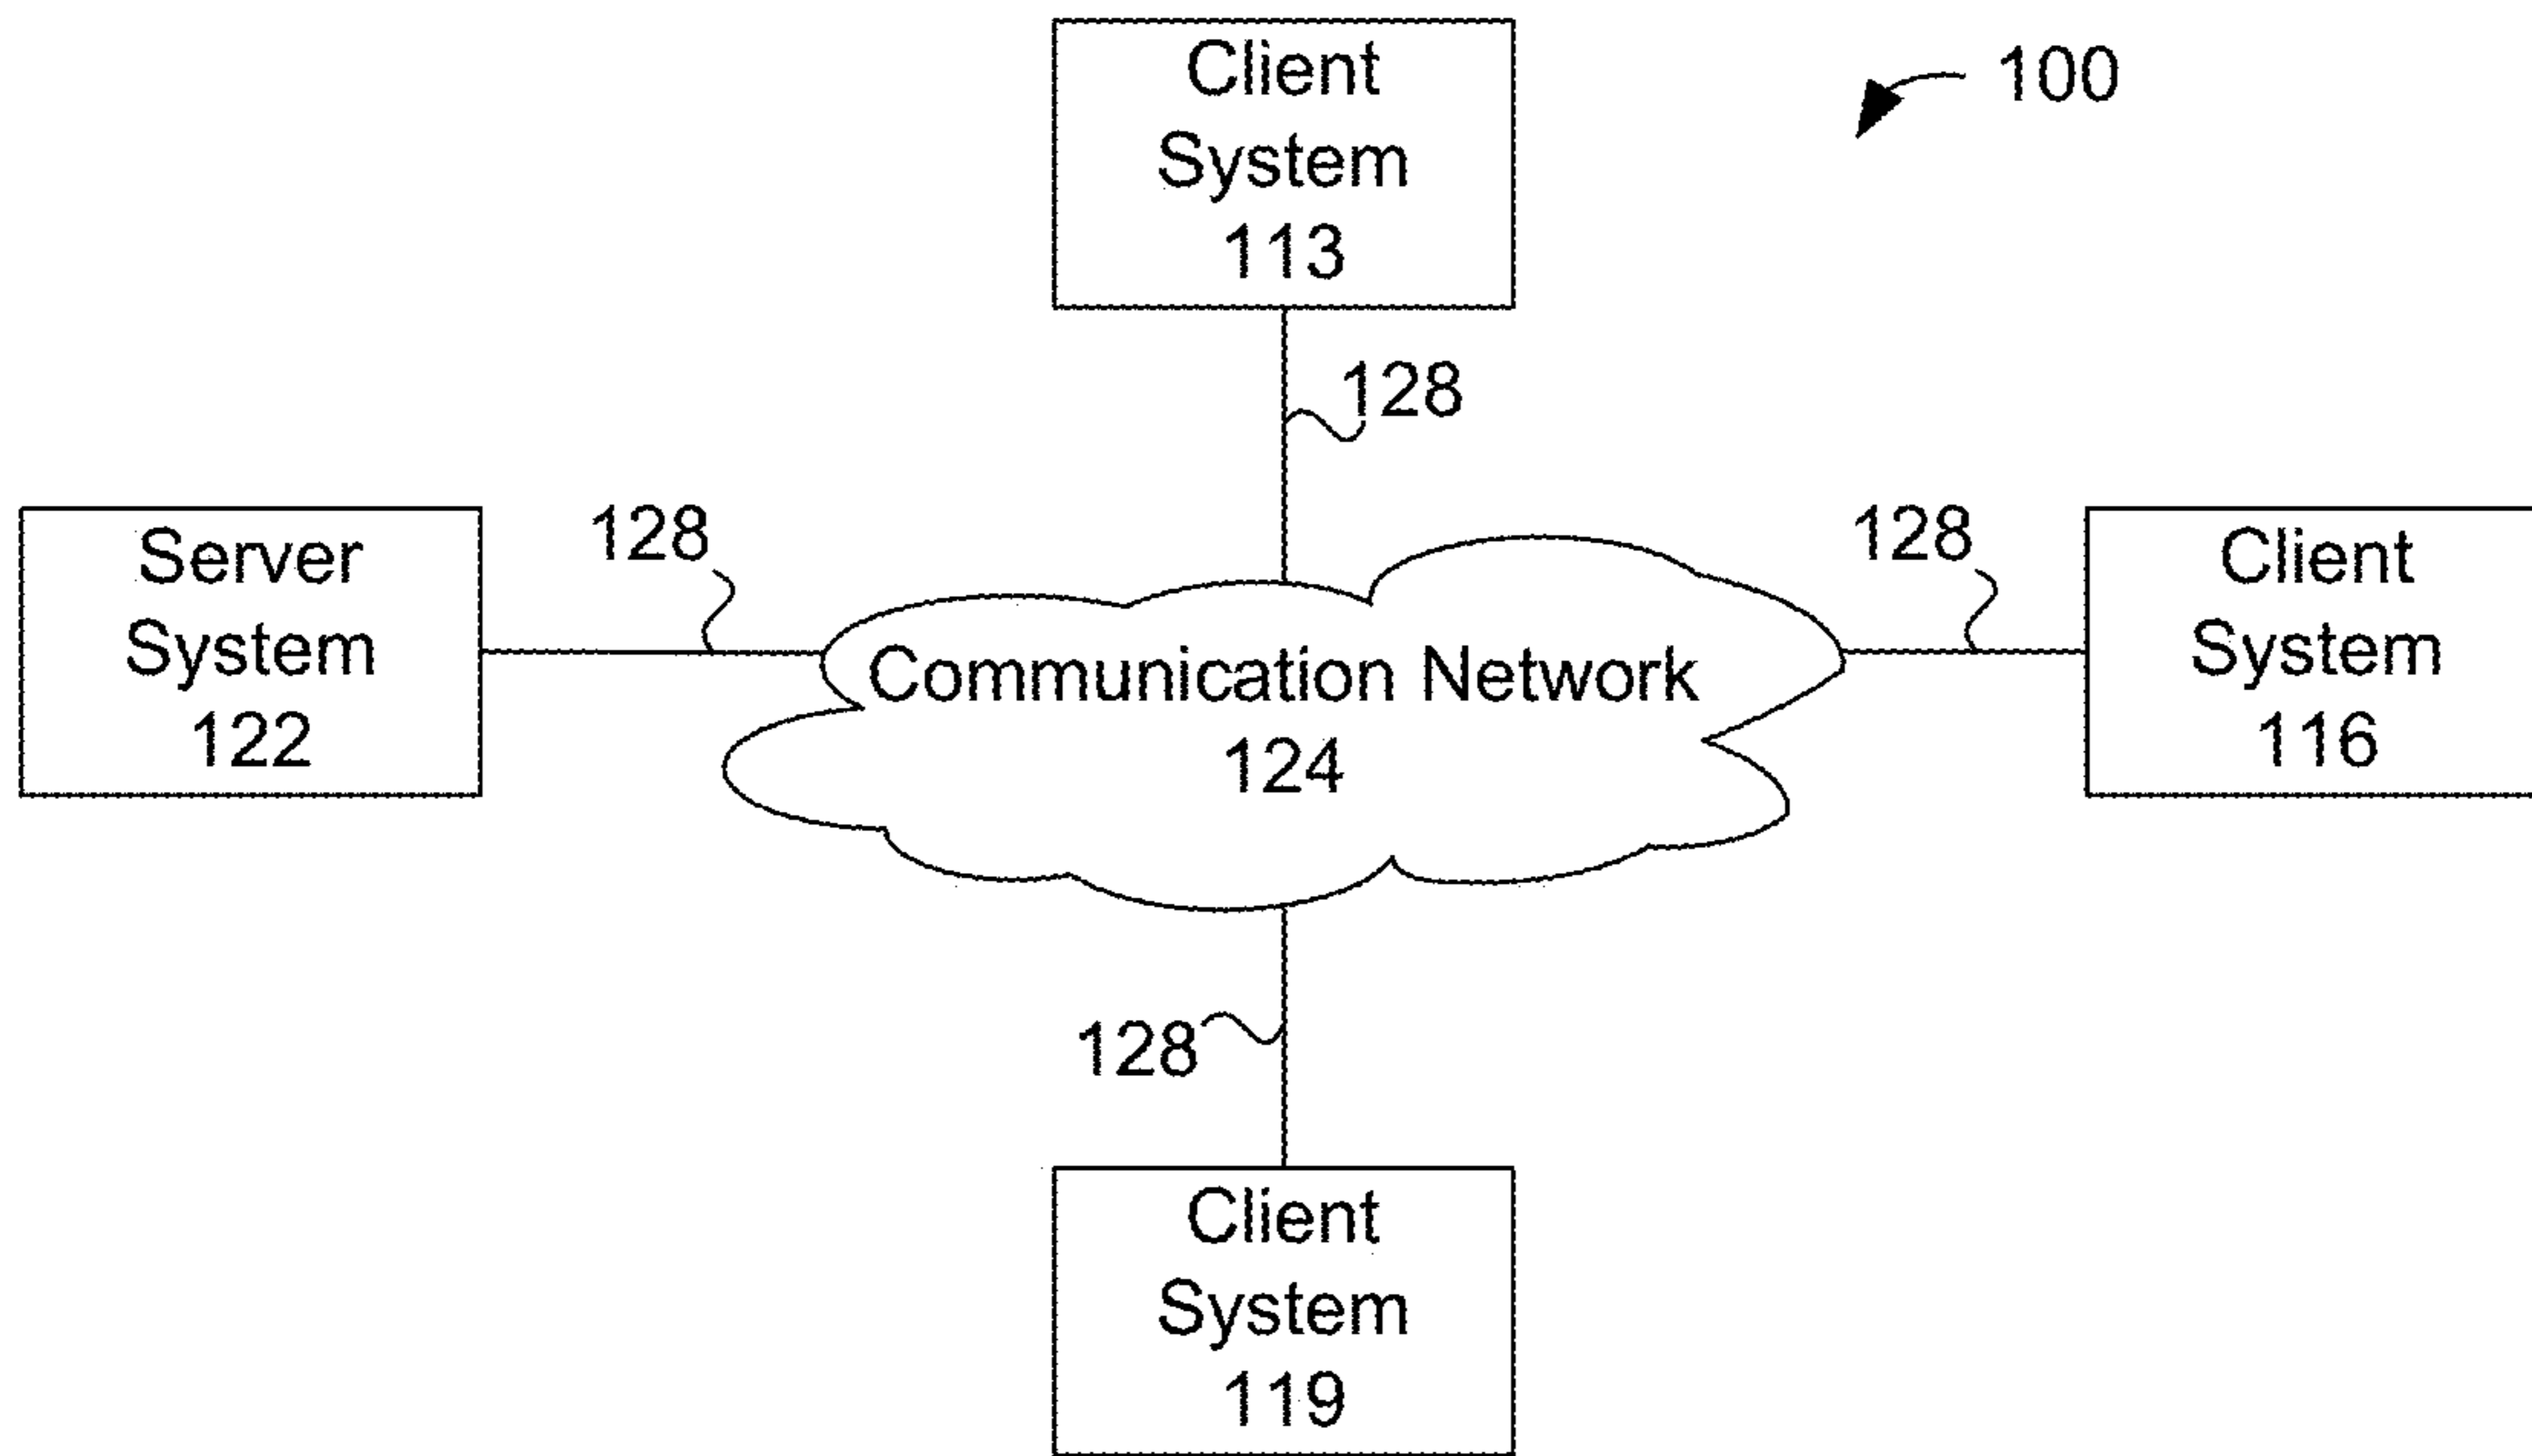 Client
System
113
100
128
Server
System
122
128
Communication Network
124
128
Client
System
116
128
Client
System
119